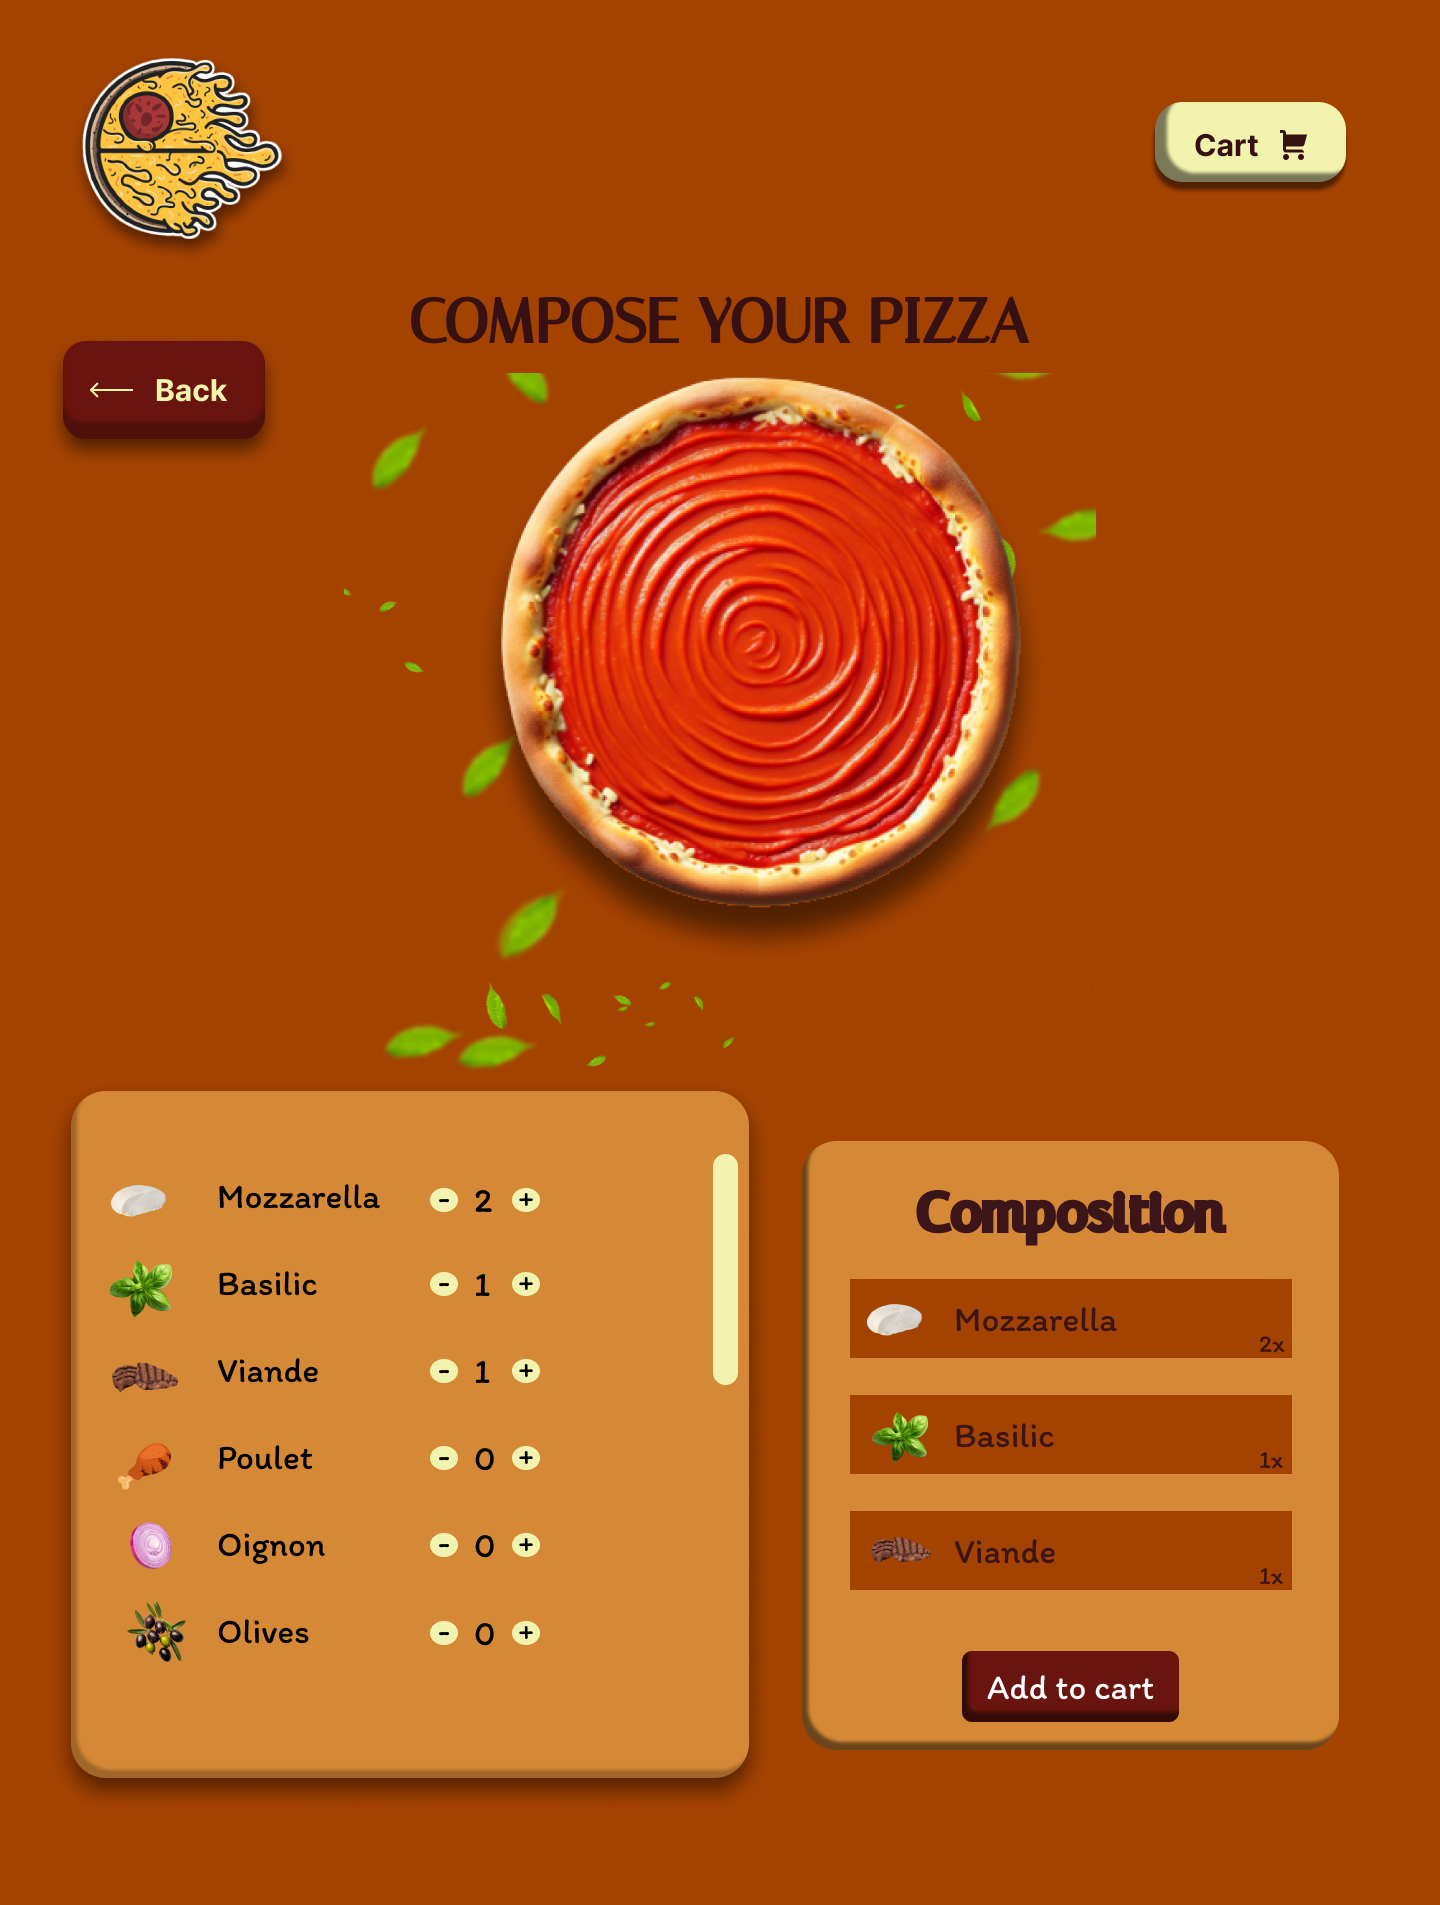 Cart
COMPOSE YOUR PIZZA
Back
Mozzarella - 2 +
Basilic - 1 +
Viande - 1 +
Poulet - 0 +
Oignon - 0 +
Olives - 0 +
Composition
Mozzarella
2x
Basilic
1x
Viande
1x
Add to cart